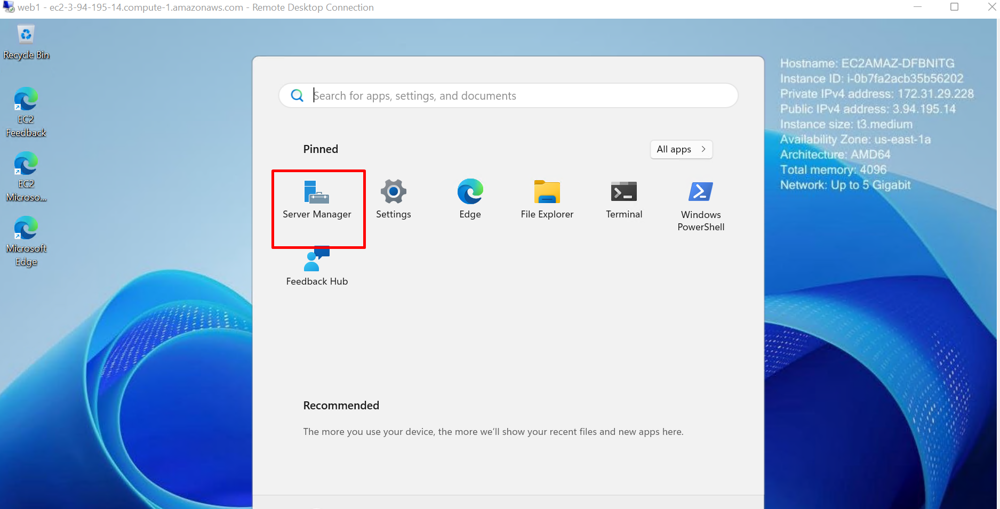 web1 - ec2-3-94-195-14.compute-1.amazonaws.com - Remote Desktop Connection
Recycle Bin
EC2
Feedback
EC2
Microso...
Microsoft
Edge
Search for apps, settings, and documents
Pinned
All apps
Server Manager
Settings
Edge
File Explorer
Terminal
Windows
PowerShell
Feedback Hub
Recommended
The more you use your device, the more we'll show your recent files and new apps here.
Hostname: EC2AMAZ-DFBNITG
Instance ID: i-0b7fa2acb35b56202
Private IPv4 address: 172.31.29.228
Public IPv4 address: 3.94.195.14
Instance size: t3.medium
Availability Zone: us-east-1a
Architecture: AMD64
Total memory: 4096
Network: Up to 5 Gigabit